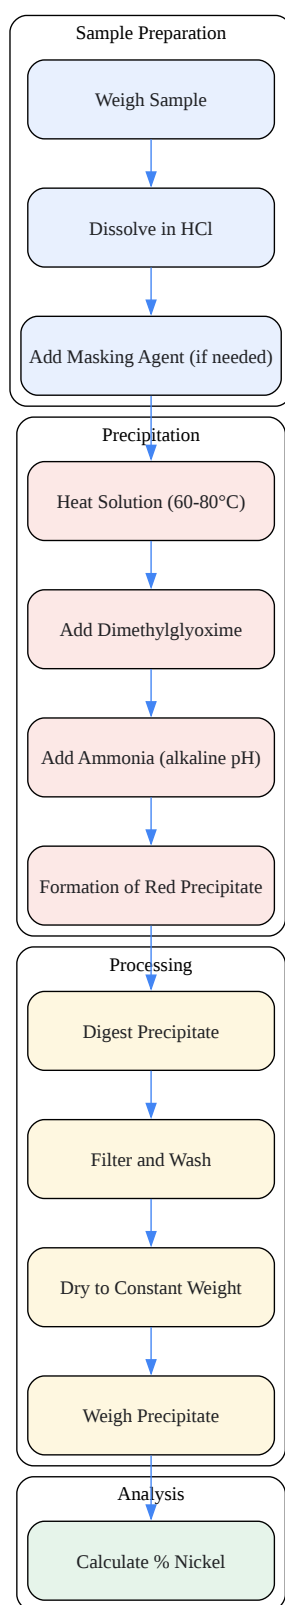 Sample Preparation
Weigh Sample
Dissolve in HCl
Add Masking Agent (if needed)
Precipitation
Heat Solution (60-80°C)
Add Dimethylglyoxime
Add Ammonia (alkaline pH)
Formation of Red Precipitate
Processing
Digest Precipitate
Filter and Wash
Dry to Constant Weight
Weigh Precipitate
Analysis
Calculate % Nickel